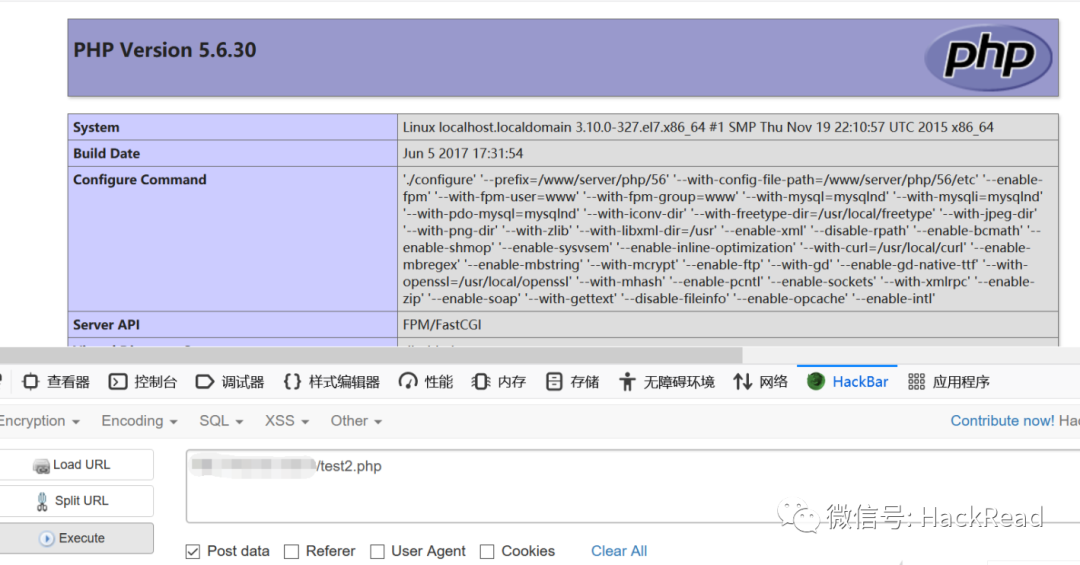 PHP Version 5.6.30
php
System
Linux localhost.localdomain 3.10.0-327.el7.x86_64 #1 SMP Thu Nov 19 22:10:57 UTC 2015 x86_64
Build Date
Jun 5 2017 17:31:54
Configure Command
'./configure' '--prefix=/www/server/php/56' '--with-config-file-path=/www/server/php/56/etc' '--enable-
fpm' '--with-fpm-user=www' '--with-fpm-group=www' '--with-mysql=mysqlnd' '--with-mysqli=mysqlnd'
'--with-pdo-mysql=mysqlnd' '--with-iconv-dir' '--with-freetype-dir=/usr/local/freetype' '--with-jpeg-dir'
'--with-png-dir' '--with-zlib' '--with-libxml-dir=/usr' '--enable-xml' '--disable-rpath' '--enable-bcmath' '--
enable-shmop' '--enable-sysvsem' '--enable-inline-optimization' '--with-curl=/usr/local/curl' '--enable-
mbregex' '--enable-mbstring' '--with-mcrypt' '--enable-ftp' '--with-gd' '--enable-gd-native-ttf' '--with-
openssl=/usr/local/openssl' '--with-mhash' '--enable-pcntl' '--enable-sockets' '--with-xmlrpc' '--enable-
zip' '--enable-soap' '--with-gettext' '--disable-fileinfo' '--enable-opcache' '--enable-intl'
Server API
FPM/FastCGI
查看器 控制台 调试器 样式编辑器 性能 内存 存储 无障碍环境 网络 HackBar 应用程序
Encryption Encoding SQL XSS Other Contribute now!
Load URL
/test2.php
Split URL
Execute
微信号: HackRead
Post data Referer User Agent Cookies Clear All